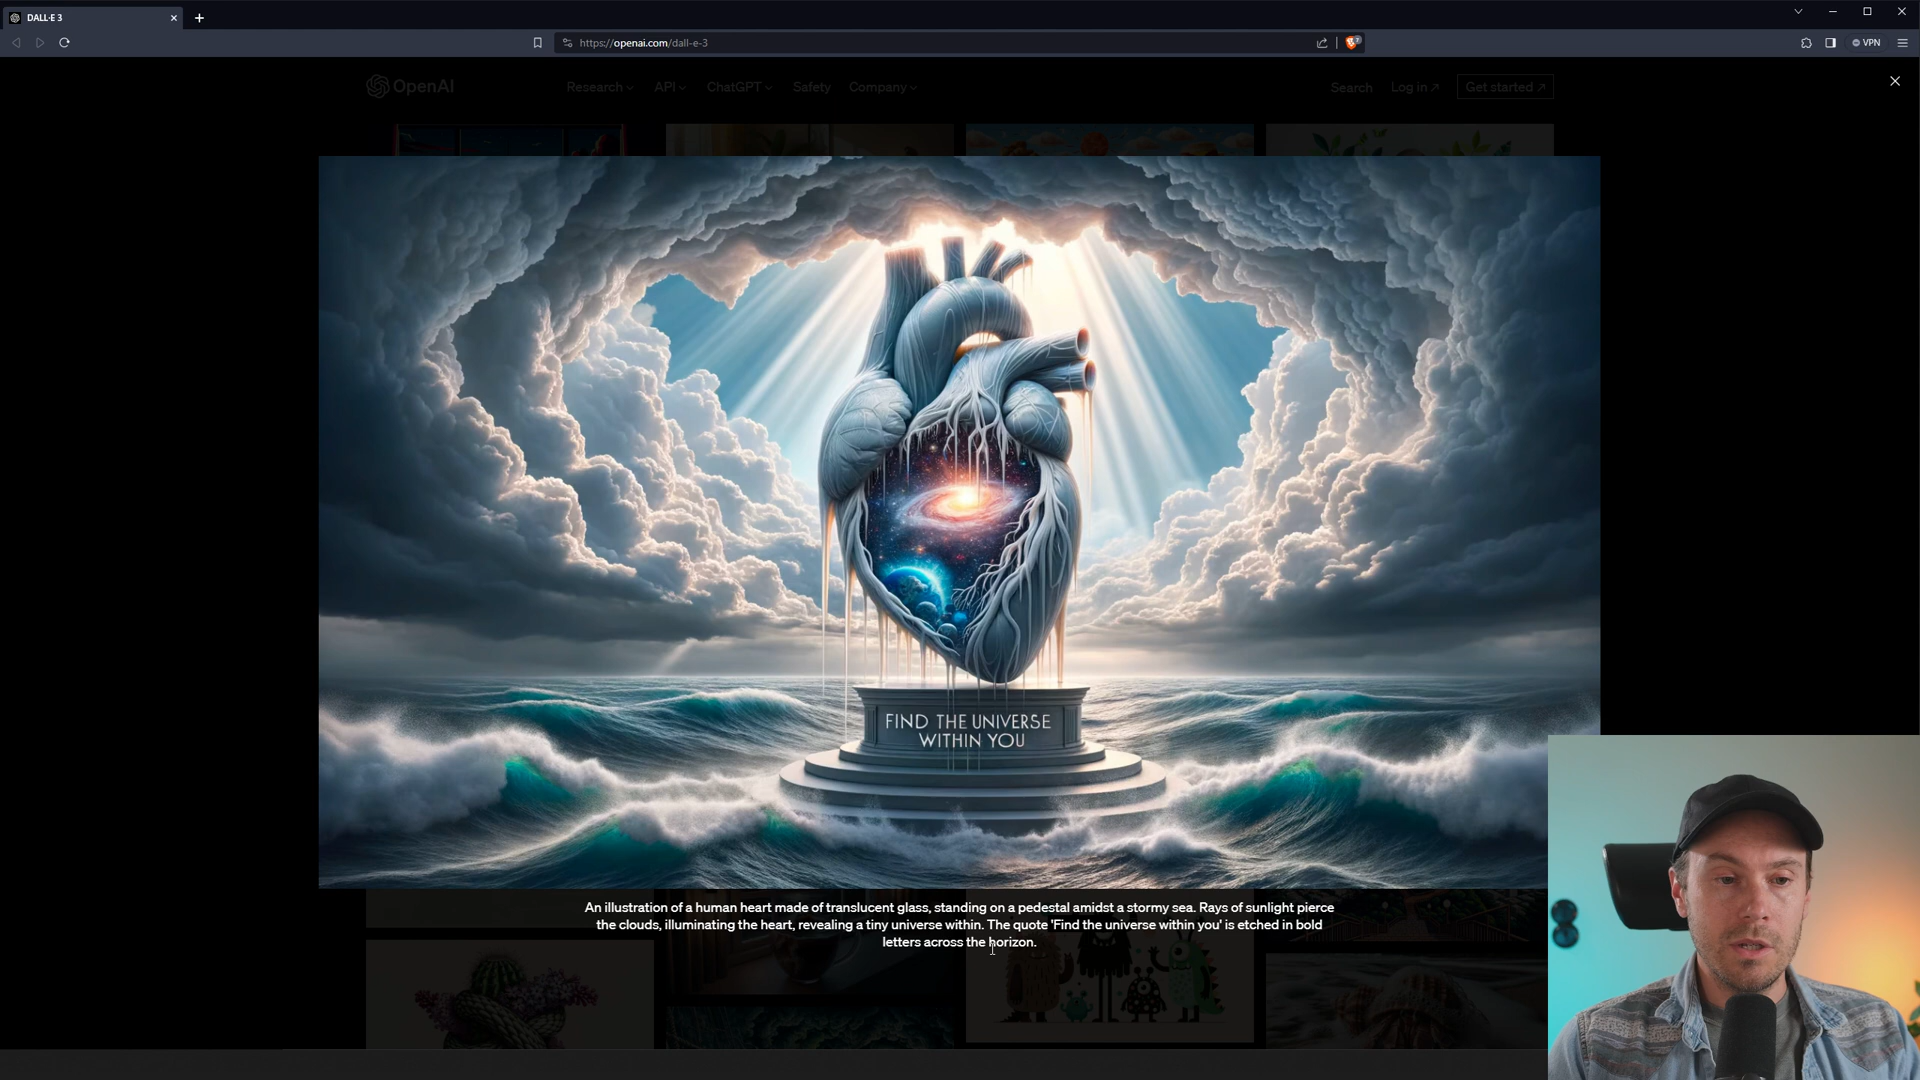 DALL·E 3
https://openai.com/dall-e-3
VPN
OpenAI
Research
API
ChatGPT
Safety
Company
Search
Log in ↗
Get started ↗
FIND THE UNIVERSE
WITHIN YOU
An illustration of a human heart made of translucent glass, standing on a pedestal amidst a stormy sea. Rays of sunlight pierce
the clouds, illuminating the heart, revealing a tiny universe within. The quote 'Find the universe within you' is etched in bold
letters across the horizon.